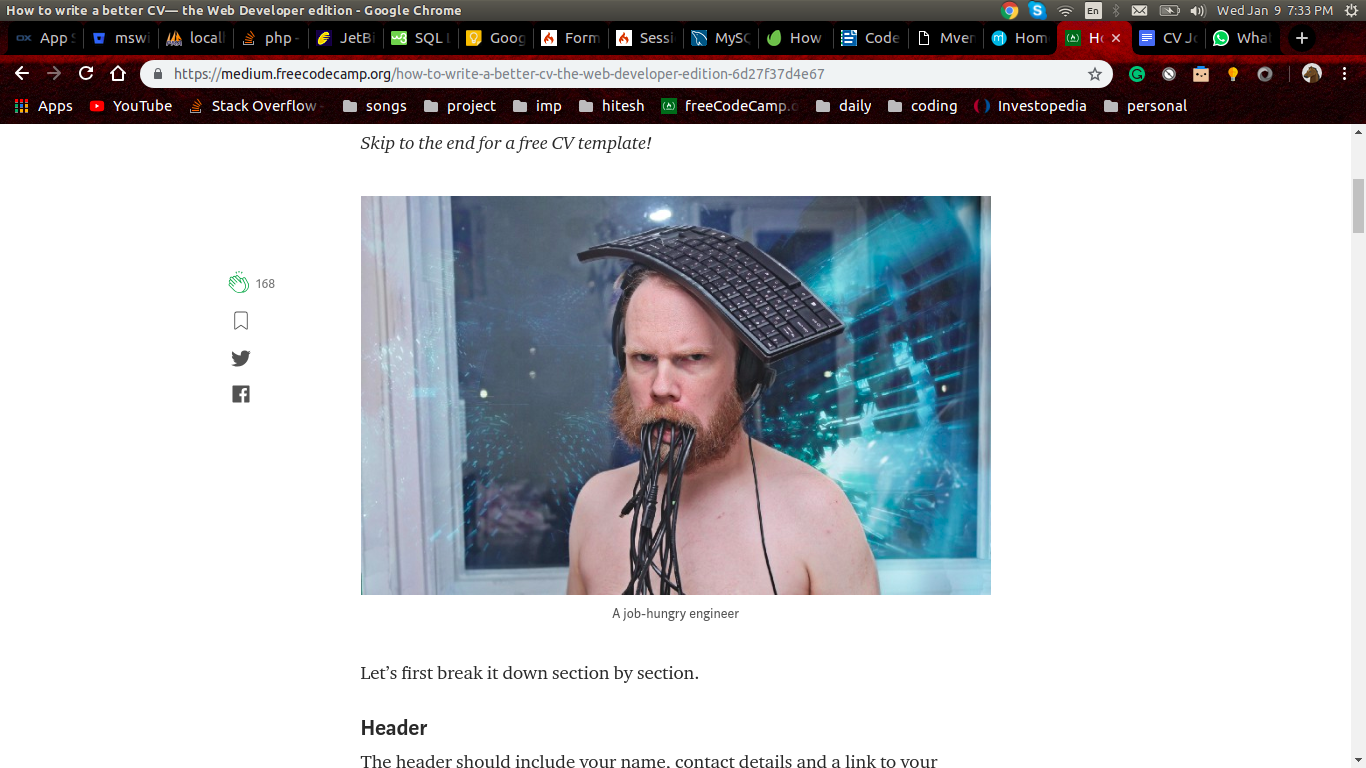 How to write a better CV— the Web Developer edition - Google Chrome
En
Wed Jan 9 7:33 PM
App S
mswi
locall
php -
JetBi
SQL
Goog
Form
Sessi
MySQ
How
Code
Mven
Hom
CV Jo
What
https://medium.freecodecamp.org/how-to-write-a-better-cv-the-web-developer-edition-6d27f37d4e67
Apps
YouTube
Stack Overflow -
songs
project
imp
hitesh
freeCodeCamp.o
daily
coding
Investopedia
personal
Skip to the end for a free CV template!
168
A job-hungry engineer
Let’s first break it down section by section.
Header
The header should include your name, contact details and a link to your